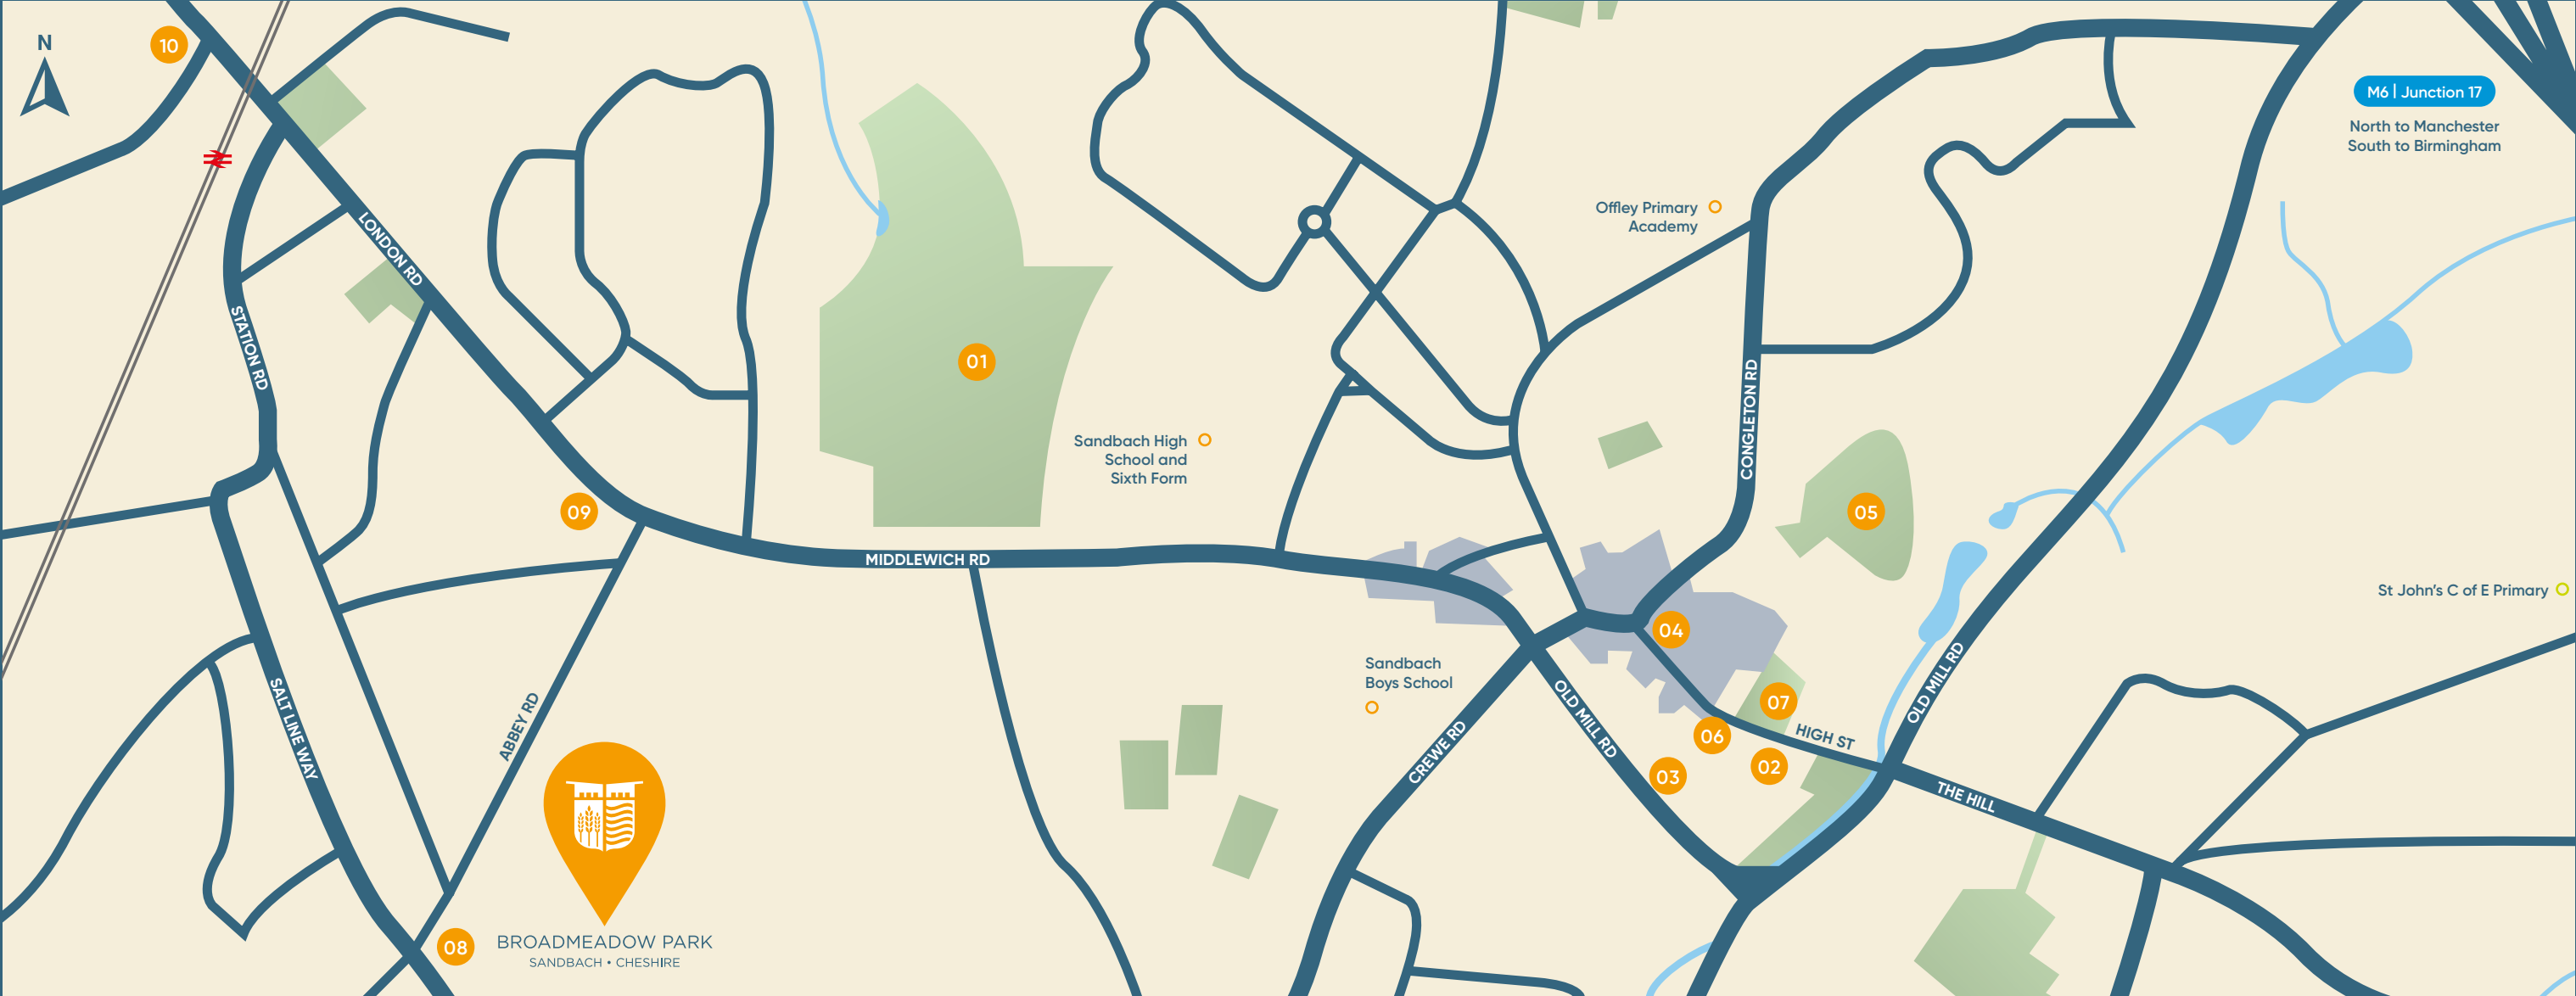 N
10
M6 | Junction 17
North to Manchester
South to Birmingham
Offley Primary
Academy
LONDON RD
STATION RD
01
CONGLETON RD
Sandbach High
School and
Sixth Form
09
05
MIDDLEWICH RD
St John's C of E Primary
04
Sandbach
Boys School
OLD MILL RD
OLD MILL RD
07
06
HIGH ST
02
03
CREWE RD
THE HILL
SALT LINE WAY
ABBEY RD
08
BROADMEADOW PARK
SANDBACH • CHESHIRE